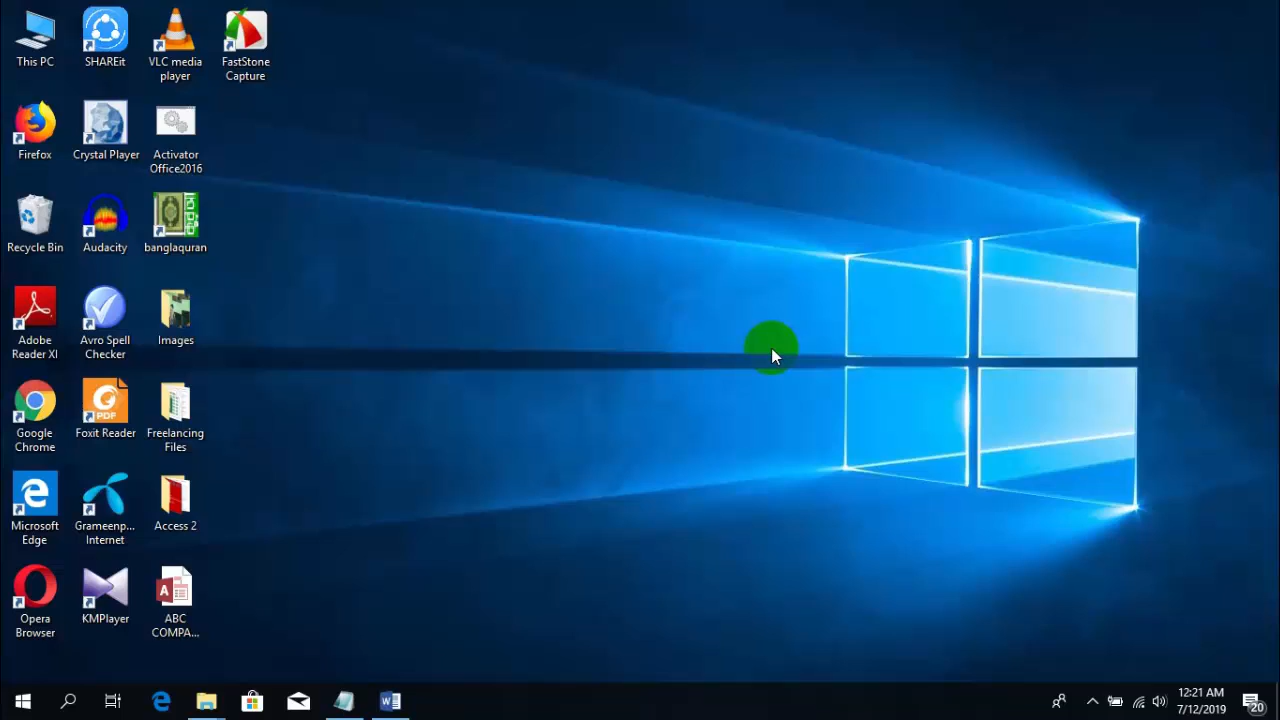 This PC
SHAREit
VLC media
player
FastStone
Capture
Firefox
Crystal Player
Activator
Office2016
Recycle Bin
Audacity
banglaquran
Adobe
Reader XI
Avro Spell
Checker
Images
Google
Chrome
PDF
Foxit Reader
Freelancing
Files
Microsoft
Edge
Grameenp...
Internet
Access 2
Opera
Browser
KMPlayer
A
ABC
COMPA...
W
12:21 AM
7/12/2019
20